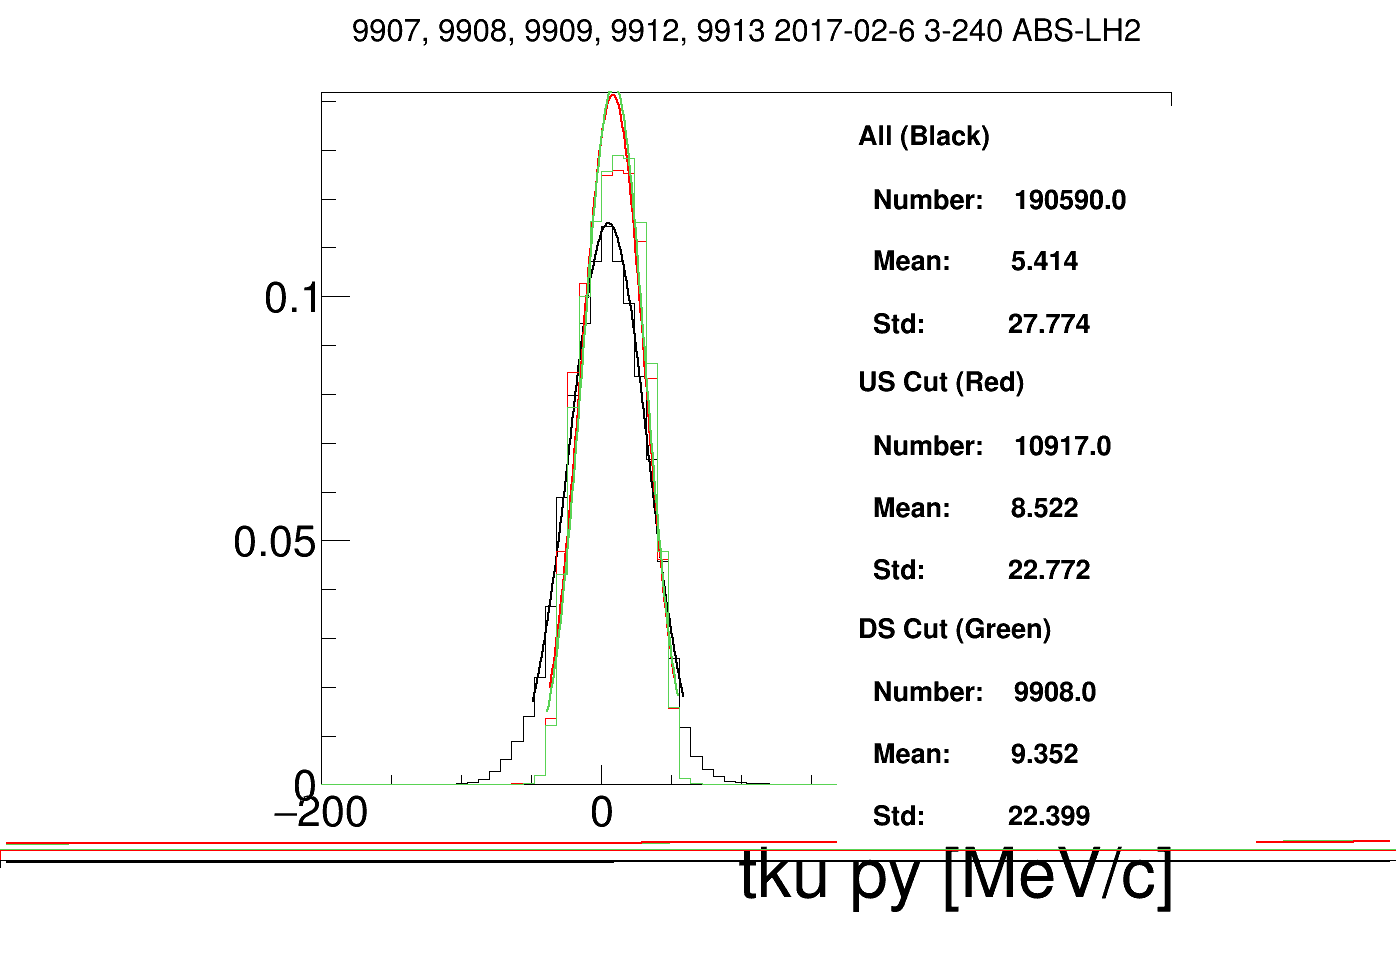 9907, 9908, 9909, 9912, 9913 2017-02-6 3-240 ABS-LH2
All (Black)
Number: 190590.0
Mean: 5.414
Std: 27.774
US Cut (Red)
Number: 10917.0
Mean: 8.522
Std: 22.772
DS Cut (Green)
Number: 9908.0
Mean: 9.352
Std: 22.399
0.1
0.05
0
−200 0
tku py [MeV/c]